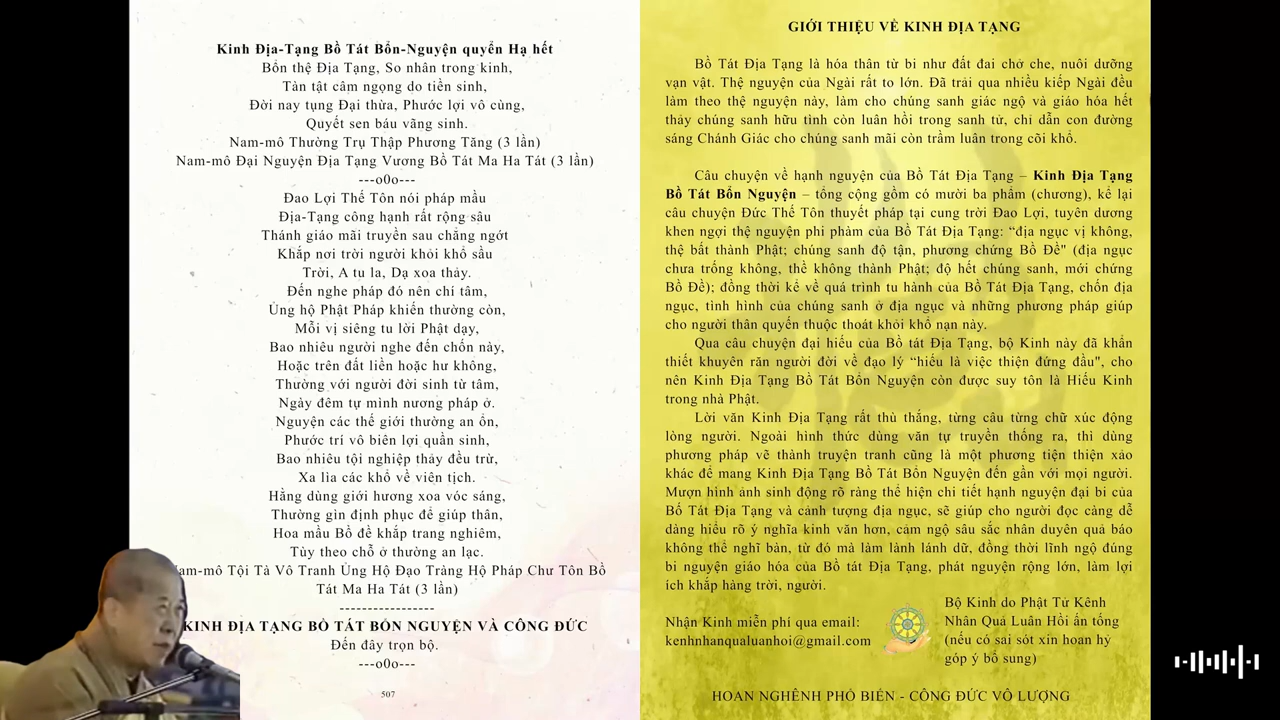 Kinh Địa-Tạng Bồ Tát Bổn-Nguyện quyển Hạ hết
Bổn thệ Địa Tạng, So nhân trong kinh,
Tàn tật câm ngọng do tiền sinh,
Đời nay tụng Đại thừa, Phước lợi vô cùng,
Quyết sen báu vãng sinh.
Nam-mô Thường Trụ Thập Phương Tăng (3 lần)
Nam-mô Đại Nguyện Địa Tạng Vương Bồ Tát Ma Ha Tát (3 lần)
---o0o---
Đao Lợi Thế Tôn nói pháp mầu
Địa-Tạng công hạnh rất rộng sâu
Thánh giáo mãi truyền sau chẳng ngớt
Khắp nơi trời người khỏi khổ sầu
Trời, A tu la, Dạ xoa thảy.
Đến nghe pháp đó nên chí tâm,
Ủng hộ Phật Pháp khiến thường còn,
Mỗi vị siêng tu lời Phật dạy,
Bao nhiêu người nghe đến chốn này,
Hoặc trên đất liền hoặc hư không,
Thường với người đời sinh từ tâm,
Ngày đêm tự mình nương pháp ở.
Nguyện các thế giới thường an ổn,
Phước trí vô biên lợi quần sinh,
Bao nhiêu tội nghiệp thảy đều trừ,
Xa lìa các khổ về viên tịch.
Hằng dùng giới hương xoa vóc sáng,
Thường gìn định phục để giúp thân,
Hoa mầu Bồ đề khắp trang nghiêm,
Tùy theo chỗ ở thường an lạc.
am-mô Tội Tà Vô Tranh Ủng Hộ Đạo Tràng Hộ Pháp Chư Tôn Bồ
Tát Ma Ha Tát (3 lần)
-----------------
KINH ĐỊA TẠNG BỒ TÁT BỔN NGUYỆN VÀ CÔNG ĐỨC
Đến đây trọn bộ.
---o0o---
507
GIỚI THIỆU VỀ KINH ĐỊA TẠNG
Bồ Tát Địa Tạng là hóa thân từ bi như đất đai chở che, nuôi dưỡng
vạn vật. Thệ nguyện của Ngài rất to lớn. Đã trải qua nhiều kiếp Ngài đều
làm theo thệ nguyện này, làm cho chúng sanh giác ngộ và giáo hóa hết
thảy chúng sanh hữu tình còn luân hồi trong sanh tử, chỉ dẫn con đường
sáng Chánh Giác cho chúng sanh mãi còn trầm luân trong cõi khổ.
Câu chuyện về hạnh nguyện của Bồ Tát Địa Tạng – Kinh Địa Tạng
Bồ Tát Bổn Nguyện – tổng cộng gồm có mười ba phẩm (chương), kể lại
câu chuyện Đức Thế Tôn thuyết pháp tại cung trời Đao Lợi, tuyên dương
khen ngợi thệ nguyện phi phàm của Bồ Tát Địa Tạng: “địa ngục vị không,
thệ bất thành Phật; chúng sanh độ tận, phương chứng Bồ Đề" (địa ngục
chưa trống không, thề không thành Phật; độ hết chúng sanh, mới chứng
Bồ Đề); đồng thời kể về quá trình tu hành của Bồ Tát Địa Tạng, chốn địa
ngục, tình hình của chúng sanh ở địa ngục và những phương pháp giúp
cho người thân quyến thuộc thoát khỏi khổ nạn này.
Qua câu chuyện đại hiếu của Bồ tát Địa Tạng, bộ Kinh này đã khẩn
thiết khuyên răn người đời về đạo lý “hiếu là việc thiện đứng đầu", cho
nên Kinh Địa Tạng Bồ Tát Bổn Nguyện còn được suy tôn là Hiếu Kinh
trong nhà Phật.
Lời văn Kinh Địa Tạng rất thù thắng, từng câu từng chữ xúc động
lòng người. Ngoài hình thức dùng văn tự truyền thống ra, thì dùng
phương pháp vẽ thành truyện tranh cũng là một phương tiện thiện xảo
khác để mang Kinh Địa Tạng Bồ Tát Bổn Nguyện đến gần với mọi người.
Mượn hình ảnh sinh động rõ ràng thể hiện chi tiết hạnh nguyện đại bi của
Bồ Tát Địa Tạng và cảnh tượng địa ngục, sẽ giúp cho người đọc càng dễ
dàng hiểu rõ ý nghĩa kinh văn hơn, cảm ngộ sâu sắc nhân duyên quả báo
không thể nghĩ bàn, từ đó mà làm lành lánh dữ, đồng thời lĩnh ngộ đúng
bi nguyện giáo hóa của Bồ tát Địa Tạng, phát nguyện rộng lớn, làm lợi
ích khắp hàng trời, người.
Nhận Kinh miễn phí qua email:
kenhnhanqualuanhoi@gmail.com
Bộ Kinh do Phật Tử Kênh
Nhân Quả Luân Hồi ấn tống
(nếu có sai sót xin hoan hỷ
góp ý bổ sung)
HOAN NGHÊNH PHỔ BIẾN - CÔNG ĐỨC VÔ LƯỢNG